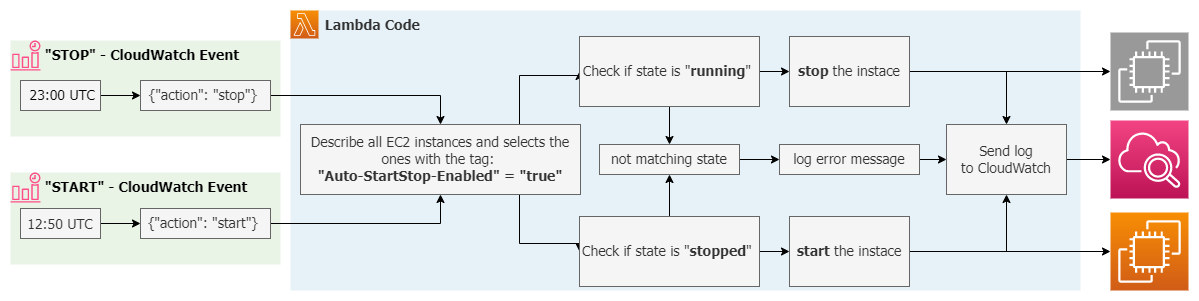 Lambda Code
"STOP" - CloudWatch Event
23:00 UTC
{"action": "stop"}
"START" - CloudWatch Event
12:50 UTC
{"action": "start"}
Describe all EC2 instances and selects the
ones with the tag:
"Auto-StartStop-Enabled" = "true"
Check if state is "running"
stop the instace
not matching state
log error message
Send log
to CloudWatch
Check if state is "stopped"
start the instace